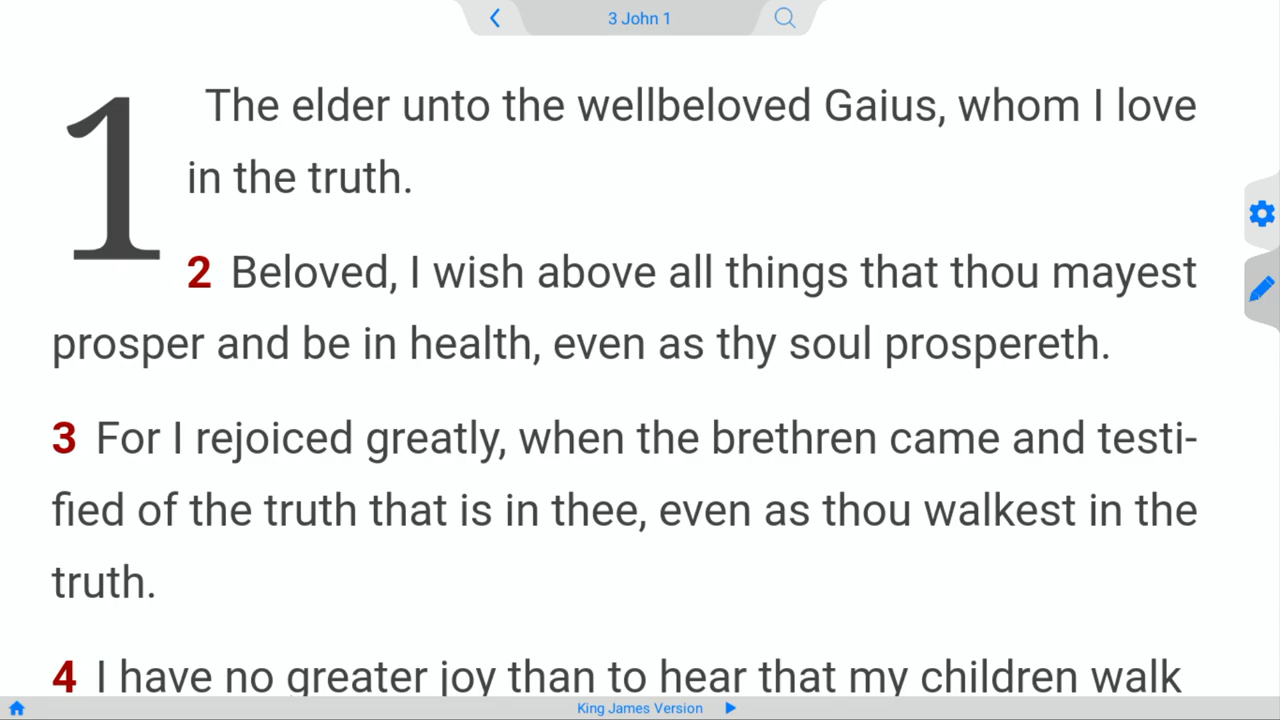 3 John 1
1 The elder unto the wellbeloved Gaius, whom I love
in the truth.
2 Beloved, I wish above all things that thou mayest
prosper and be in health, even as thy soul prospereth.
3 For I rejoiced greatly, when the brethren came and testi-
fied of the truth that is in thee, even as thou walkest in the
truth.
4 I have no greater joy than to hear that my children walk
King James Version